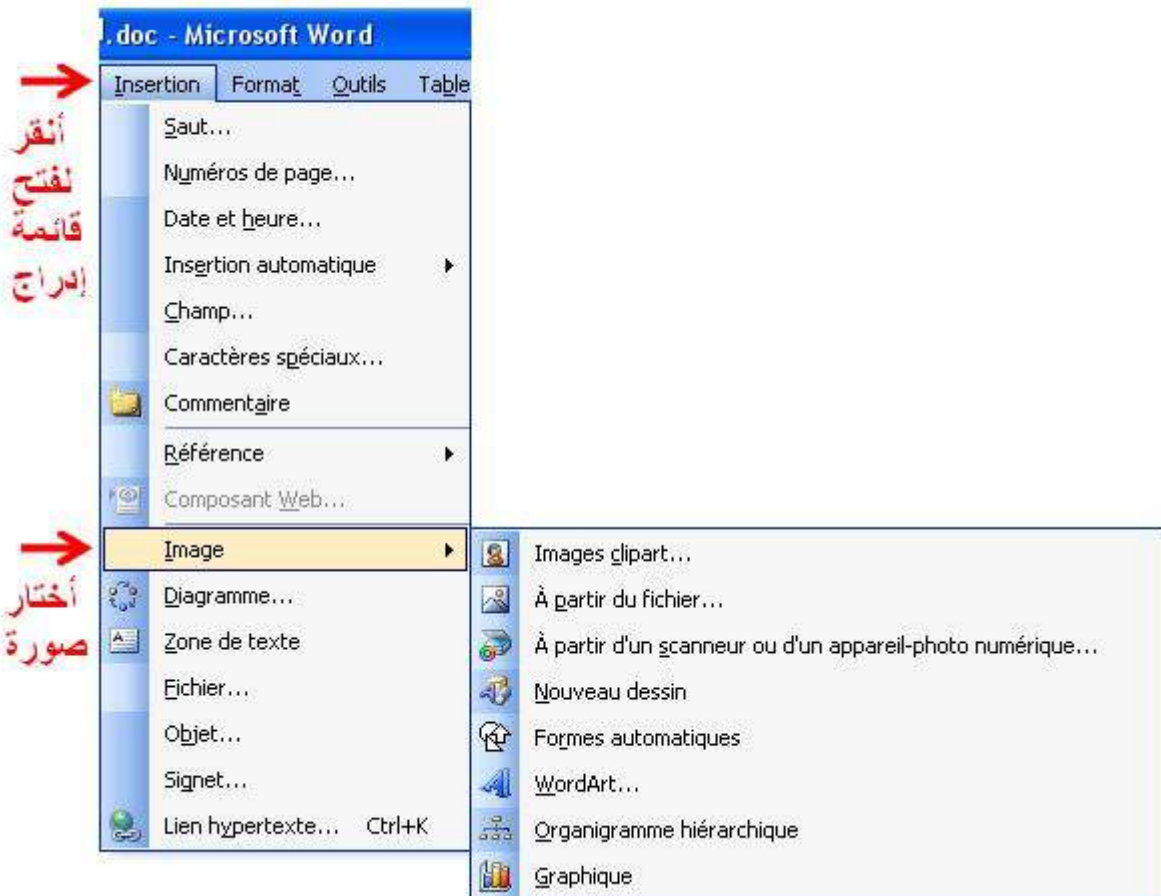 .doc - Microsoft Word
Insertion Format Outils Table
أنقر
لفتح
قائمة
إدراج
Saut...
Numéros de page...
Date et heure...
Insertion automatique
Champ...
Caractères spéciaux...
Commentaire
Référence
Composant Web...
Image
أختار
صورة
Diagramme...
Zone de texte
Fichier...
Objet...
Signet...
Lien hypertexte... Ctrl+K
Images clipart...
À partir du fichier...
À partir d'un scanneur ou d'un appareil-photo numérique...
Nouveau dessin
Formes automatiques
WordArt...
Organigramme hiérarchique
Graphique